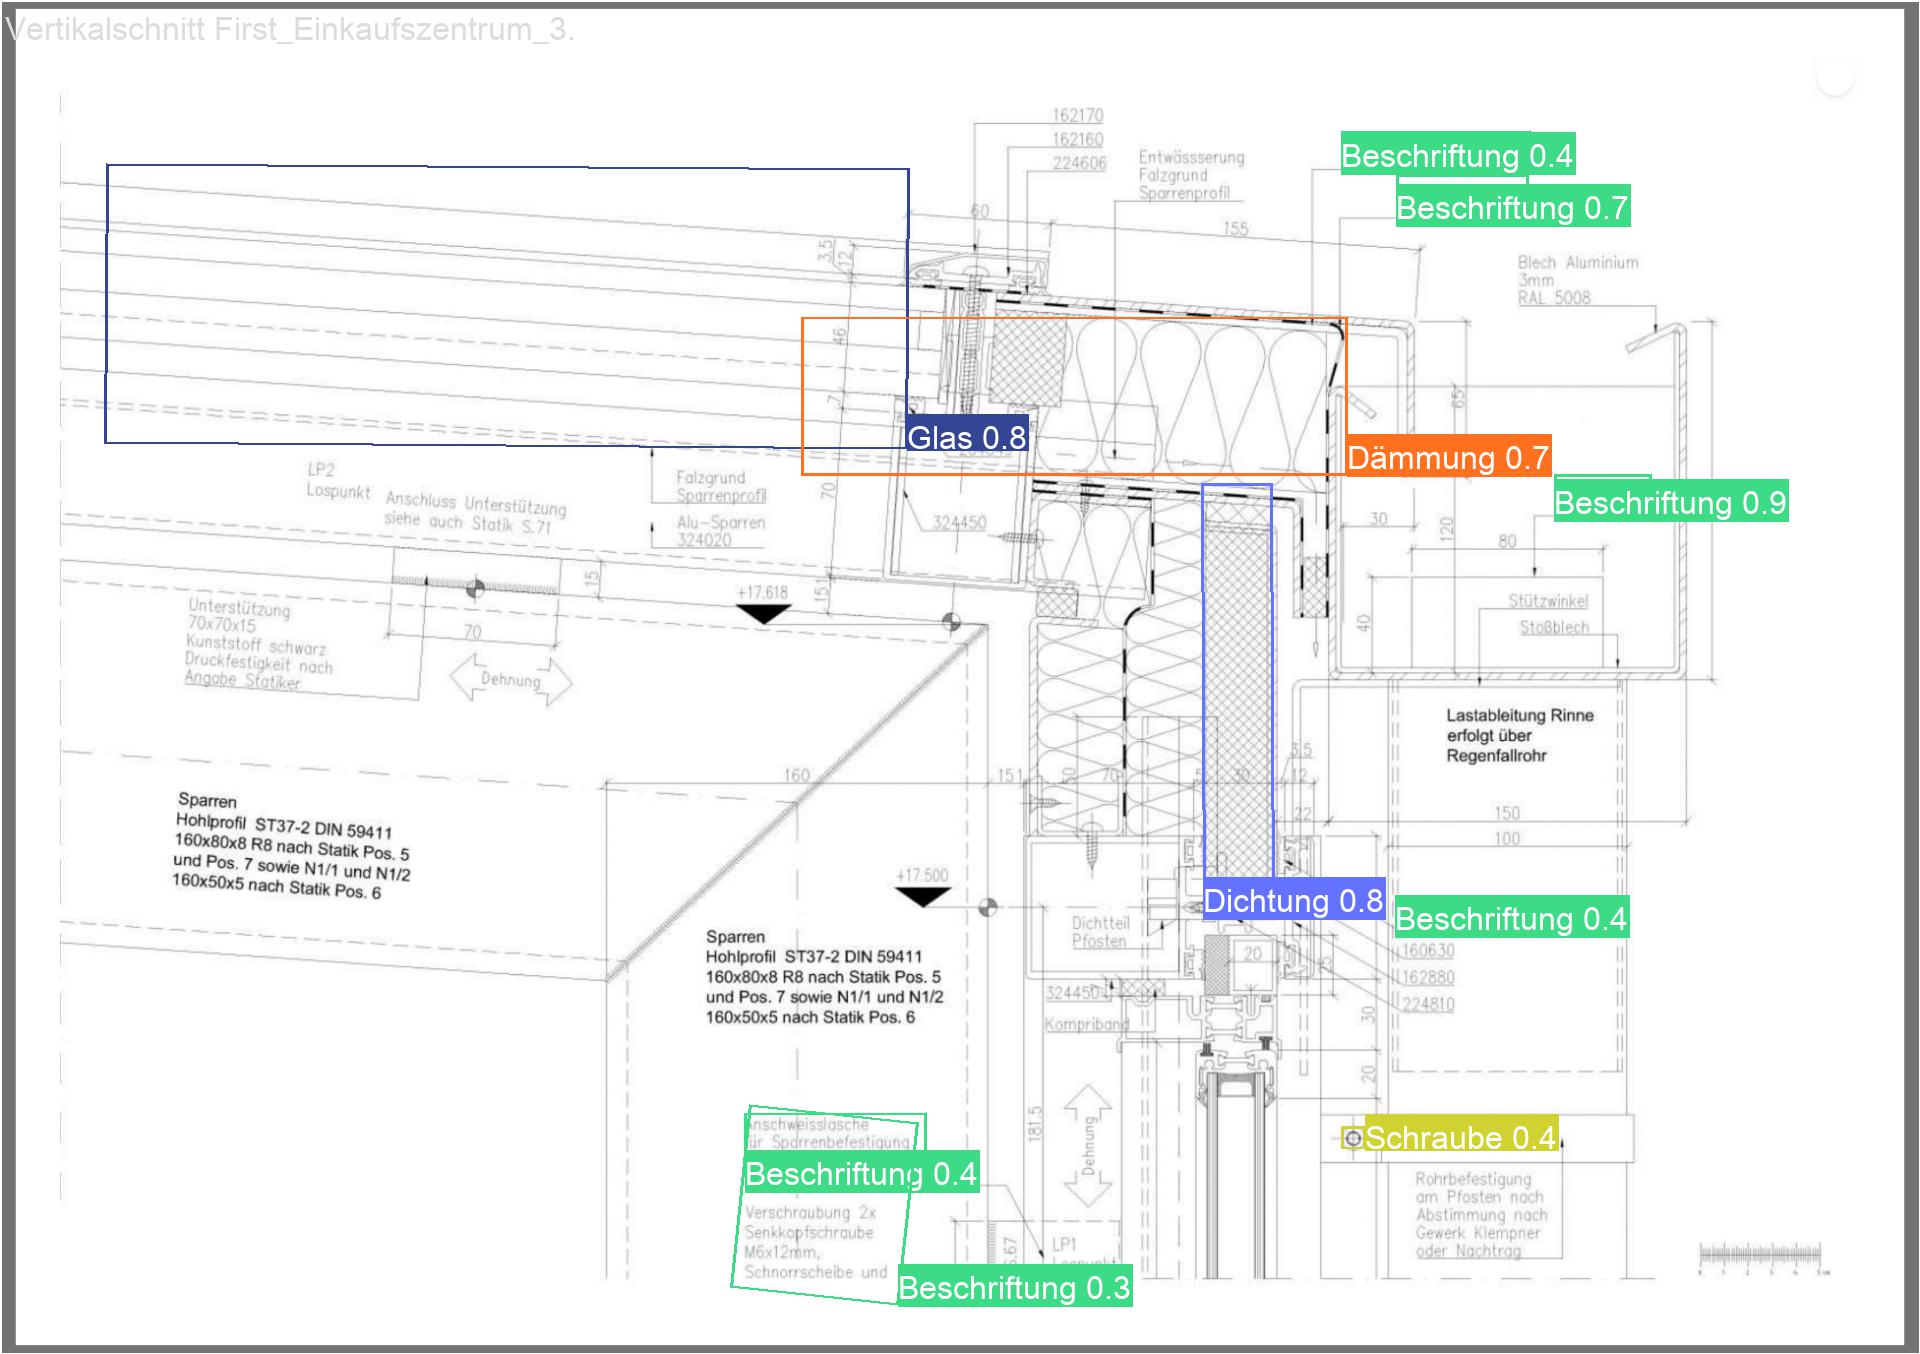 Vertikalschnitt First_Einkaufszentrum_3.
162170
162160
224606
Entwässserung
Falzgrund
Sparrenprofil
Beschriftung 0.4
Beschriftung 0.7
60
155
3.5
12
Blech Aluminium
3mm
RAL 5008
46
7
65
Glas 0.8
Dämmung 0.7
LP2
Lospunkt
Anschluss Unterstützung
siehe auch Statik S.71
Falzgrund
Sparrenprofil
Alu-Sparren
324020
70
324450
Beschriftung 0.9
30
120
80
15
151
+17.618
Unterstützung
70x70x15
Kunststoff schwarz
Druckfestigkeit nach
Angabe Statiker
70
Dehnung
Stützwinkel
Stoßblech
40
Lastableitung Rinne
erfolgt über
Regenfallrohr
160
151
60
70
30
3.5
12
22
150
100
Sparren
Hohlprofil ST37-2 DIN 59411
160x80x8 R8 nach Statik Pos. 5
und Pos. 7 sowie N1/1 und N1/2
160x50x5 nach Statik Pos. 6
+17.500
Dichtung 0.8
Beschriftung 0.4
Dichtteil
Pfosten
Sparren
Hohlprofil ST37-2 DIN 59411
160x80x8 R8 nach Statik Pos. 5
und Pos. 7 sowie N1/1 und N1/2
160x50x5 nach Statik Pos. 6
20
25
160630
162880
224810
324450
Kompriband
30
20
181.5
Dehnung
Anschweisslasche
für Sparrenbefestigung
Beschriftung 0.4
Schraube 0.4
Verschraubung 2x
Senkkopfschraube
M6x12mm,
Schnorrscheibe und
LP1
Rohrbefestigung
am Pfosten nach
Abstimmung nach
Gewerk Klempner
oder Nachtrag
Beschriftung 0.3